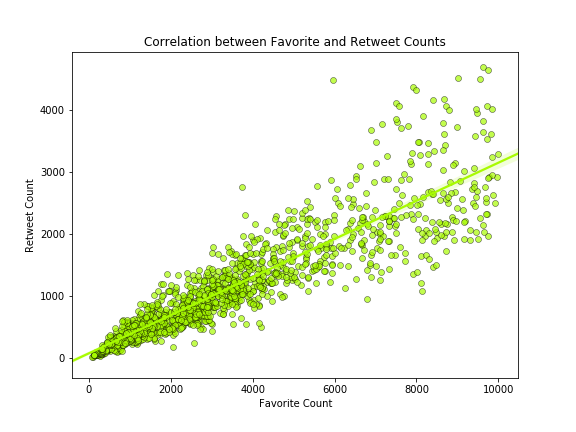 Correlation between Favorite and Retweet Counts
4000
3000
2000
1000
0
Retweet Count
0 2000 4000 6000 8000 10000
Favorite Count